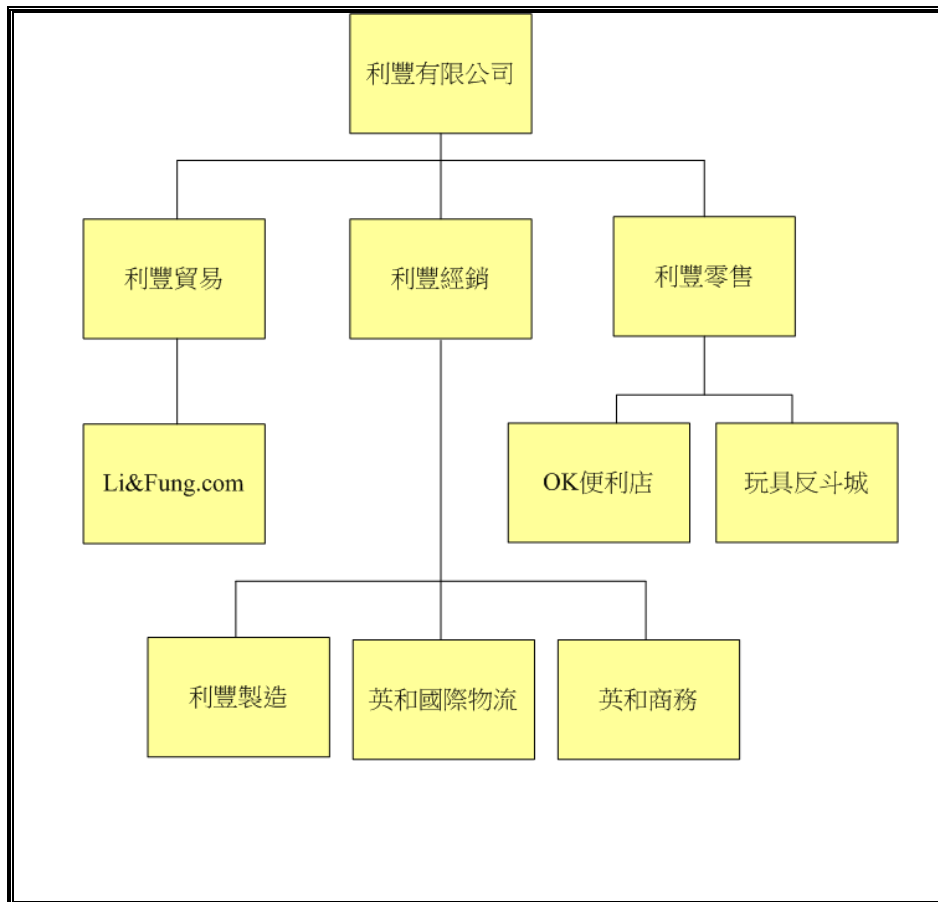 利豐有限公司
利豐貿易
利豐經銷
利豐零售
Li&Fung.com
OK便利店
玩具反斗城
利豐製造
英和國際物流
英和商務